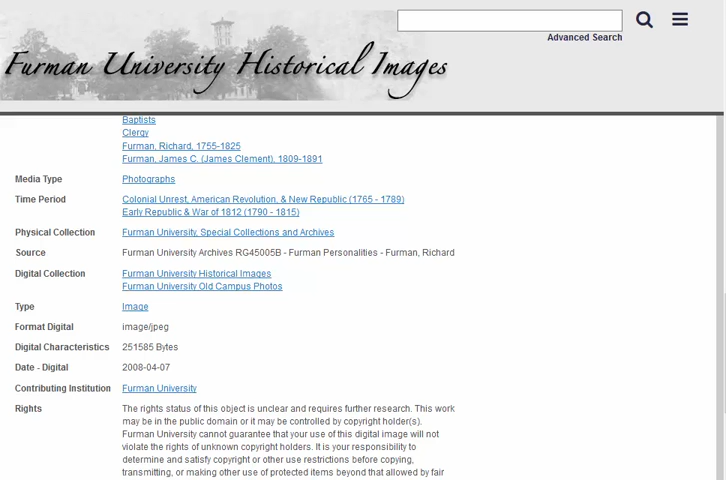 Advanced Search
Furman University Historical Images
Baptists
Clergy
Furman, Richard, 1755-1825
Furman, James C. (James Clement), 1809-1891
Media Type Photographs
Time Period Colonial Unrest, American Revolution, & New Republic (1765 - 1789)
Early Republic & War of 1812 (1790 - 1815)
Physical Collection Furman University, Special Collections and Archives
Source Furman University Archives RG45005B - Furman Personalities - Furman, Richard
Digital Collection Furman University Historical Images
Furman University Old Campus Photos
Type Image
Format Digital image/jpeg
Digital Characteristics 251585 Bytes
Date - Digital 2008-04-07
Contributing Institution Furman University
Rights The rights status of this object is unclear and requires further research. This work
may be in the public domain or it may be controlled by copyright holder(s).
Furman University cannot guarantee that your use of this digital image will not
violate the rights of unknown copyright holders. It is your responsibility to
determine and satisfy copyright or other use restrictions before copying,
transmitting, or making other use of protected items beyond that allowed by fair